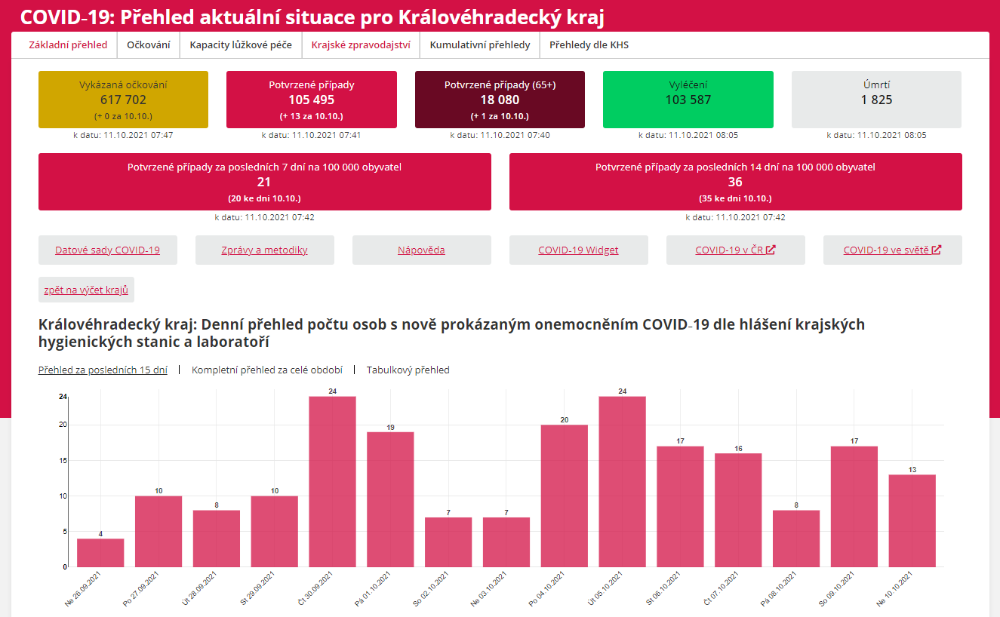 COVID-19: Přehled aktuální situace pro Královéhradecký kraj
Základní přehled
Očkování
Kapacity lůžkové péče
Krajské zpravodajství
Kumulativní přehledy
Přehledy dle KHS
Vykázaná očkování
617 702
(+ 0 za 10.10.)
k datu: 11.10.2021 07:47
Potvrzené případy
105 495
(+ 13 za 10.10.)
k datu: 11.10.2021 07:41
Potvrzené případy (65+)
18 080
(+ 1 za 10.10.)
k datu: 11.10.2021 07:40
Vyléčení
103 587
k datu: 11.10.2021 08:05
Úmrtí
1 825
k datu: 11.10.2021 08:05
Potvrzené případy za posledních 7 dní na 100 000 obyvatel
21
(20 ke dni 10.10.)
k datu: 11.10.2021 07:42
Potvrzené případy za posledních 14 dní na 100 000 obyvatel
36
(35 ke dni 10.10.)
k datu: 11.10.2021 07:42
Datové sady COVID-19
Zprávy a metodiky
Nápověda
COVID-19 Widget
COVID-19 v ČR
COVID-19 ve světě
zpět na výčet krajů
Královéhradecký kraj: Denní přehled počtu osob s nově prokázaným onemocněním COVID-19 dle hlášení krajských
hygienických stanic a laboratoří
Přehled za posledních 15 dní
Kompletní přehled za celé období
Tabulkový přehled
24
20
15
10
5
0
4
10
8
10
24
19
7
7
20
24
17
16
8
17
13
Ne 26.09.2021
Po 27.09.2021
Út 28.09.2021
St 29.09.2021
Čt 30.09.2021
Pá 01.10.2021
So 02.10.2021
Ne 03.10.2021
Po 04.10.2021
Út 05.10.2021
St 06.10.2021
Čt 07.10.2021
Pá 08.10.2021
So 09.10.2021
Ne 10.10.2021